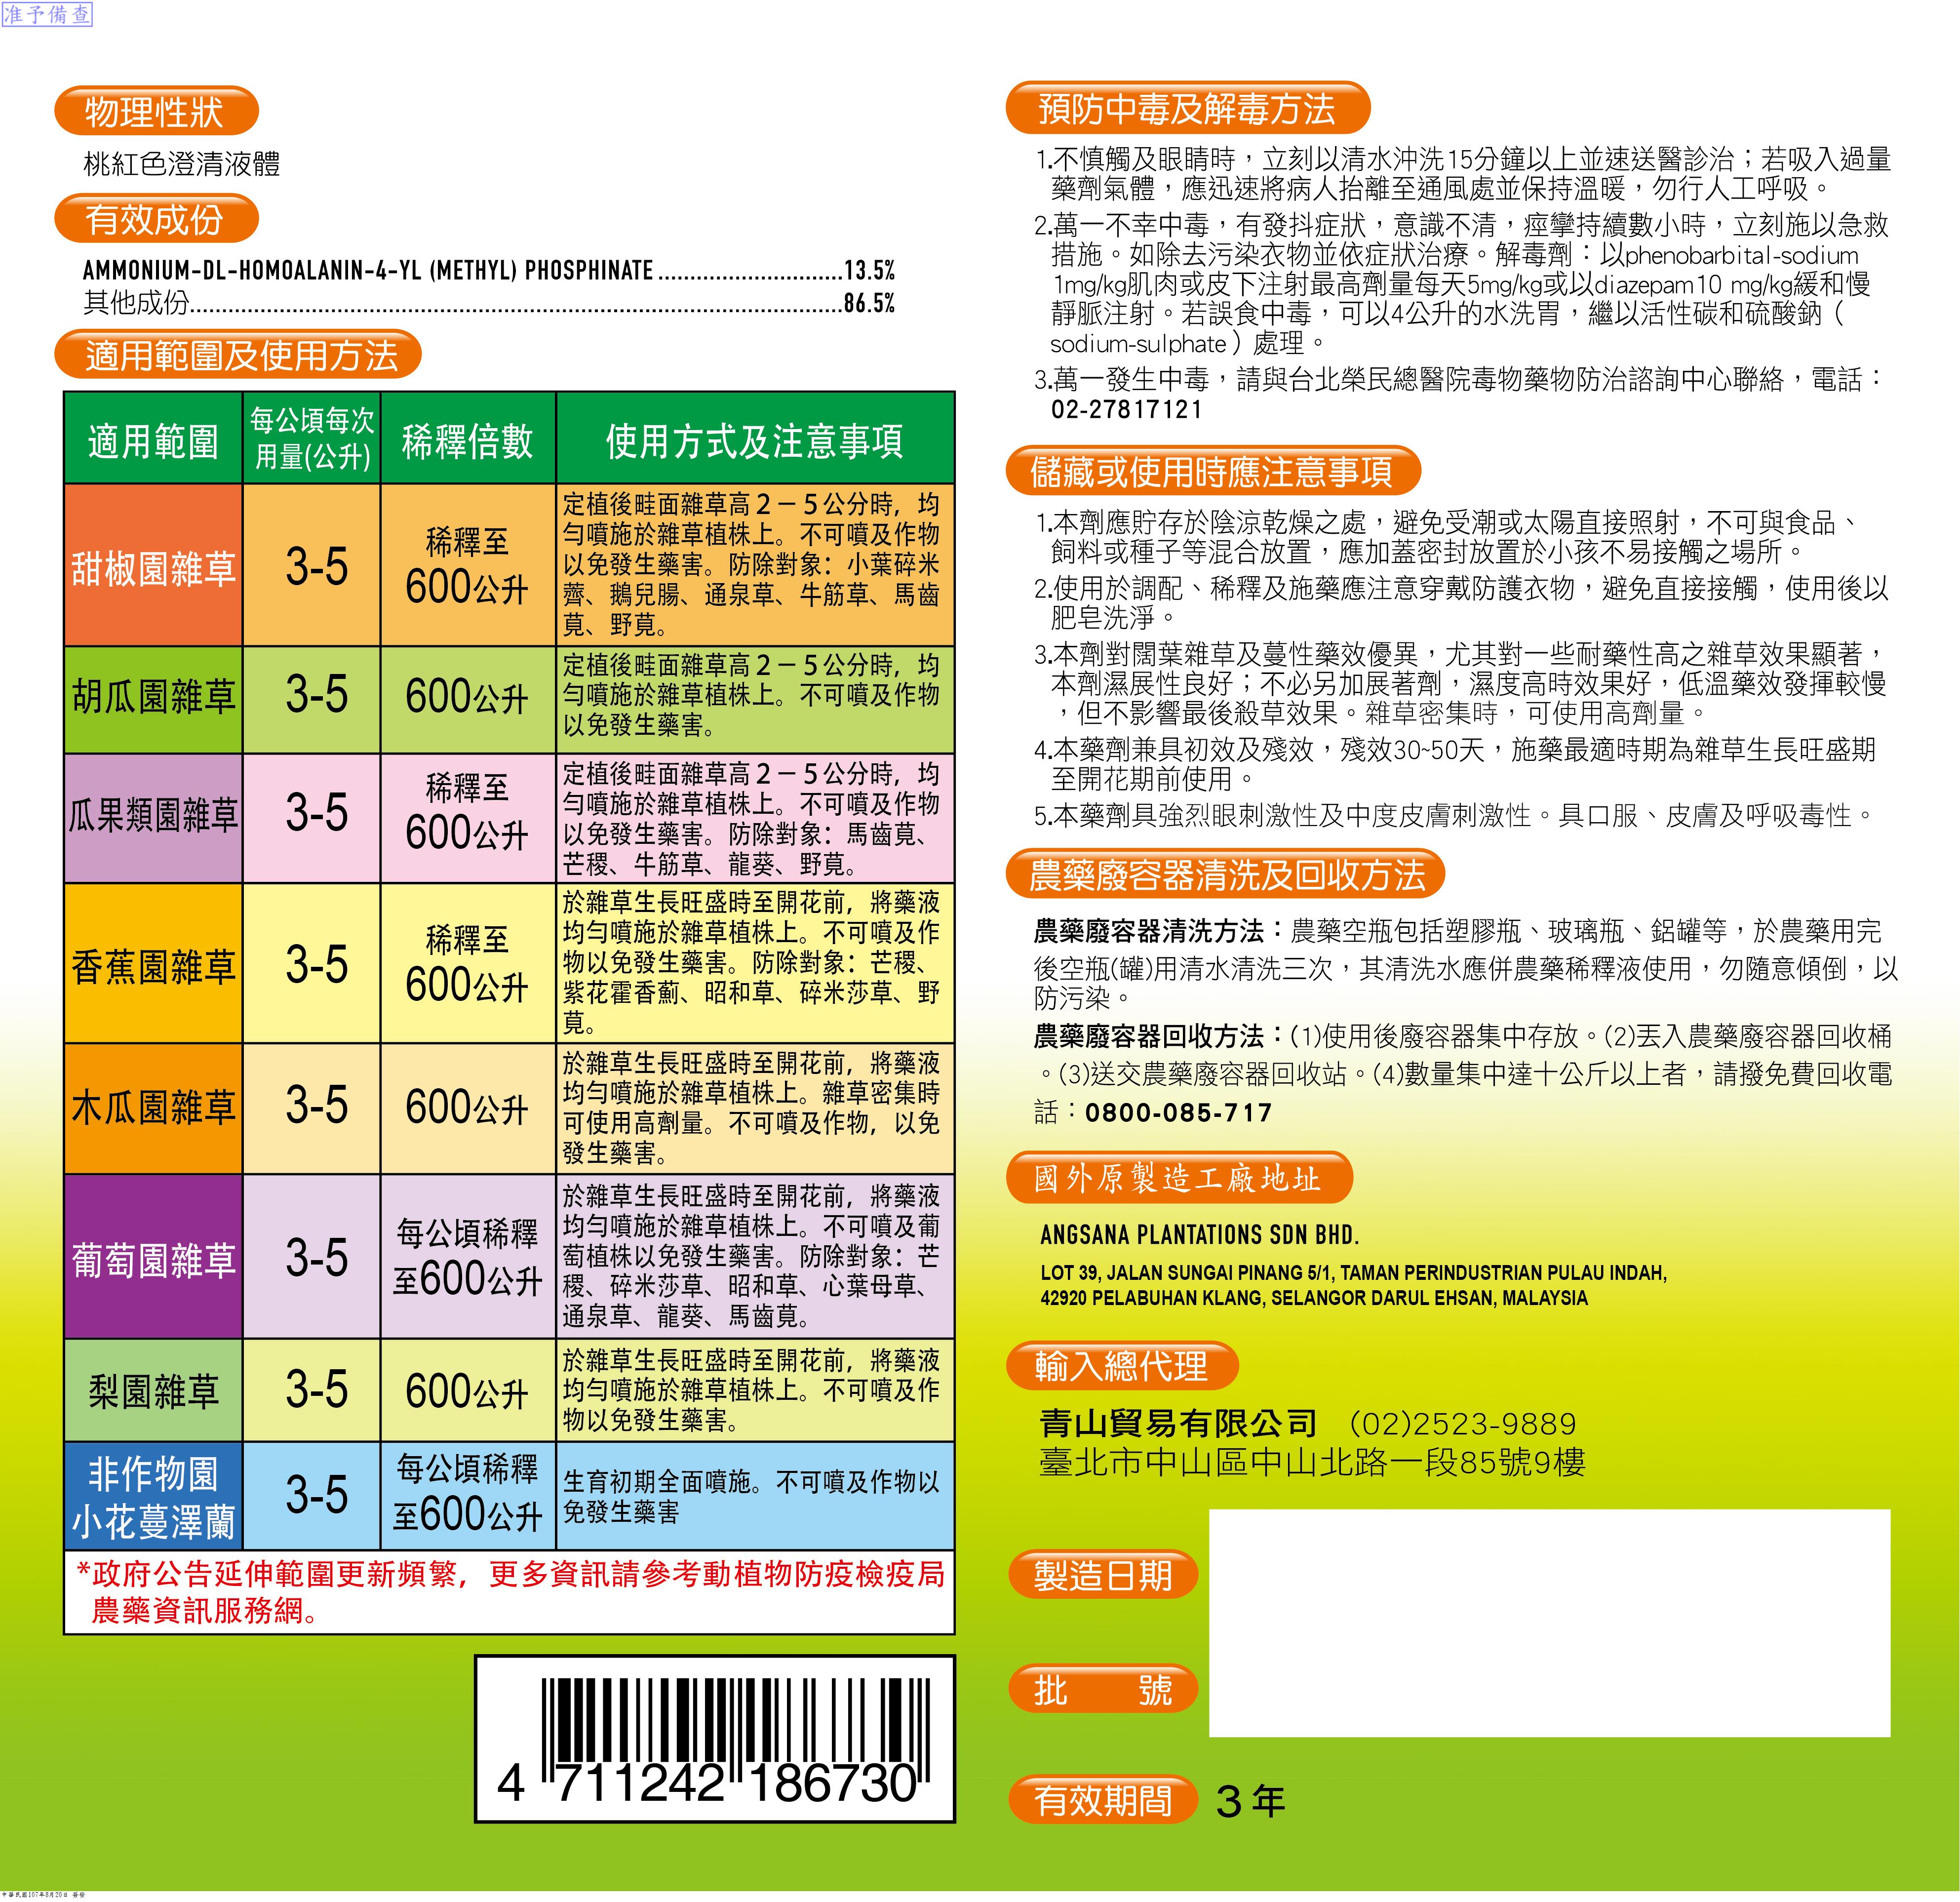 准予備查
物理性狀
桃紅色澄清液體
有效成份
AMMONIUM-DL-HOMOALANIN-4-YL (METHYL) PHOSPHINATE.............................13.5%
其他成份.....................................................................................................86.5%
適用範圍及使用方法
適用範圍
每公頃每次
用量(公升)
稀釋倍數
使用方式及注意事項
甜椒園雜草
3-5
稀釋至
600公升
定植後畦面雜草高2－5公分時，均
勻噴施於雜草植株上。不可噴及作物
以免發生藥害。防除對象：小葉碎米
薺、鵝兒腸、通泉草、牛筋草、馬齒
莧、野莧。
胡瓜園雜草
3-5
600公升
定植後畦面雜草高2－5公分時，均
勻噴施於雜草植株上。不可噴及作物
以免發生藥害。
瓜果類園雜草
3-5
稀釋至
600公升
定植後畦面雜草高2－5公分時，均
勻噴施於雜草植株上。不可噴及作物
以免發生藥害。防除對象：馬齒莧、
芒稷、牛筋草、龍葵、野莧。
香蕉園雜草
3-5
稀釋至
600公升
於雜草生長旺盛時至開花前，將藥液
均勻噴施於雜草植株上。不可噴及作
物以免發生藥害。防除對象：芒稷、
紫花霍香薊、昭和草、碎米莎草、野
莧。
木瓜園雜草
3-5
600公升
於雜草生長旺盛時至開花前，將藥液
均勻噴施於雜草植株上。雜草密集時
可使用高劑量。不可噴及作物，以免
發生藥害。
葡萄園雜草
3-5
每公頃稀釋
至600公升
於雜草生長旺盛時至開花前，將藥液
均勻噴施於雜草植株上。不可噴及葡
萄植株以免發生藥害。防除對象：芒
稷、碎米莎草、昭和草、心葉母草、
通泉草、龍葵、馬齒莧。
梨園雜草
3-5
600公升
於雜草生長旺盛時至開花前，將藥液
均勻噴施於雜草植株上。不可噴及作
物以免發生藥害。
非作物園
小花蔓澤蘭
3-5
每公頃稀釋
至600公升
生育初期全面噴施。不可噴及作物以
免發生藥害
*政府公告延伸範圍更新頻繁，更多資訊請參考動植物防疫檢疫局
農藥資訊服務網。
4 711242 186730
預防中毒及解毒方法
1.不慎觸及眼睛時，立刻以清水沖洗15分鐘以上並速送醫診治；若吸入過量
藥劑氣體，應迅速將病人抬離至通風處並保持溫暖，勿行人工呼吸。
2.萬一不幸中毒，有發抖症狀，意識不清，痙攣持續數小時，立刻施以急救
措施。如除去污染衣物並依症狀治療。解毒劑：以phenobarbital-sodium
1mg/kg肌肉或皮下注射最高劑量每天5mg/kg或以diazepam10 mg/kg緩和慢
靜脈注射。若誤食中毒，可以4公升的水洗胃，繼以活性碳和硫酸鈉（
sodium-sulphate）處理。
3.萬一發生中毒，請與台北榮民總醫院毒物藥物防治諮詢中心聯絡，電話：
02-27817121
儲藏或使用時應注意事項
1.本劑應貯存於陰涼乾燥之處，避免受潮或太陽直接照射，不可與食品、
飼料或種子等混合放置，應加蓋密封放置於小孩不易接觸之場所。
2.使用於調配、稀釋及施藥應注意穿戴防護衣物，避免直接接觸，使用後以
肥皂洗淨。
3.本劑對闊葉雜草及蔓性藥效優異，尤其對一些耐藥性高之雜草效果顯著，
本劑濕展性良好；不必另加展著劑，濕度高時效果好，低溫藥效發揮較慢
，但不影響最後殺草效果。雜草密集時，可使用高劑量。
4.本藥劑兼具初效及殘效，殘效30~50天，施藥最適時期為雜草生長旺盛期
至開花期前使用。
5.本藥劑具強烈眼刺激性及中度皮膚刺激性。具口服、皮膚及呼吸毒性。
農藥廢容器清洗及回收方法
農藥廢容器清洗方法：農藥空瓶包括塑膠瓶、玻璃瓶、鋁罐等，於農藥用完
後空瓶(罐)用清水清洗三次，其清洗水應併農藥稀釋液使用，勿隨意傾倒，以
防污染。
農藥廢容器回收方法：(1)使用後廢容器集中存放。(2)丟入農藥廢容器回收桶
。(3)送交農藥廢容器回收站。(4)數量集中達十公斤以上者，請撥免費回收電
話：0800-085-717
國外原製造工廠地址
ANGSANA PLANTATIONS SDN BHD.
LOT 39, JALAN SUNGAI PINANG 5/1, TAMAN PERINDUSTRIAN PULAU INDAH,
42920 PELABUHAN KLANG, SELANGOR DARUL EHSAN, MALAYSIA
輸入總代理
青山貿易有限公司 (02)2523-9889
臺北市中山區中山北路一段85號9樓
製造日期
批 號
有效期間 3年
中華民國107年8月20日 簽發